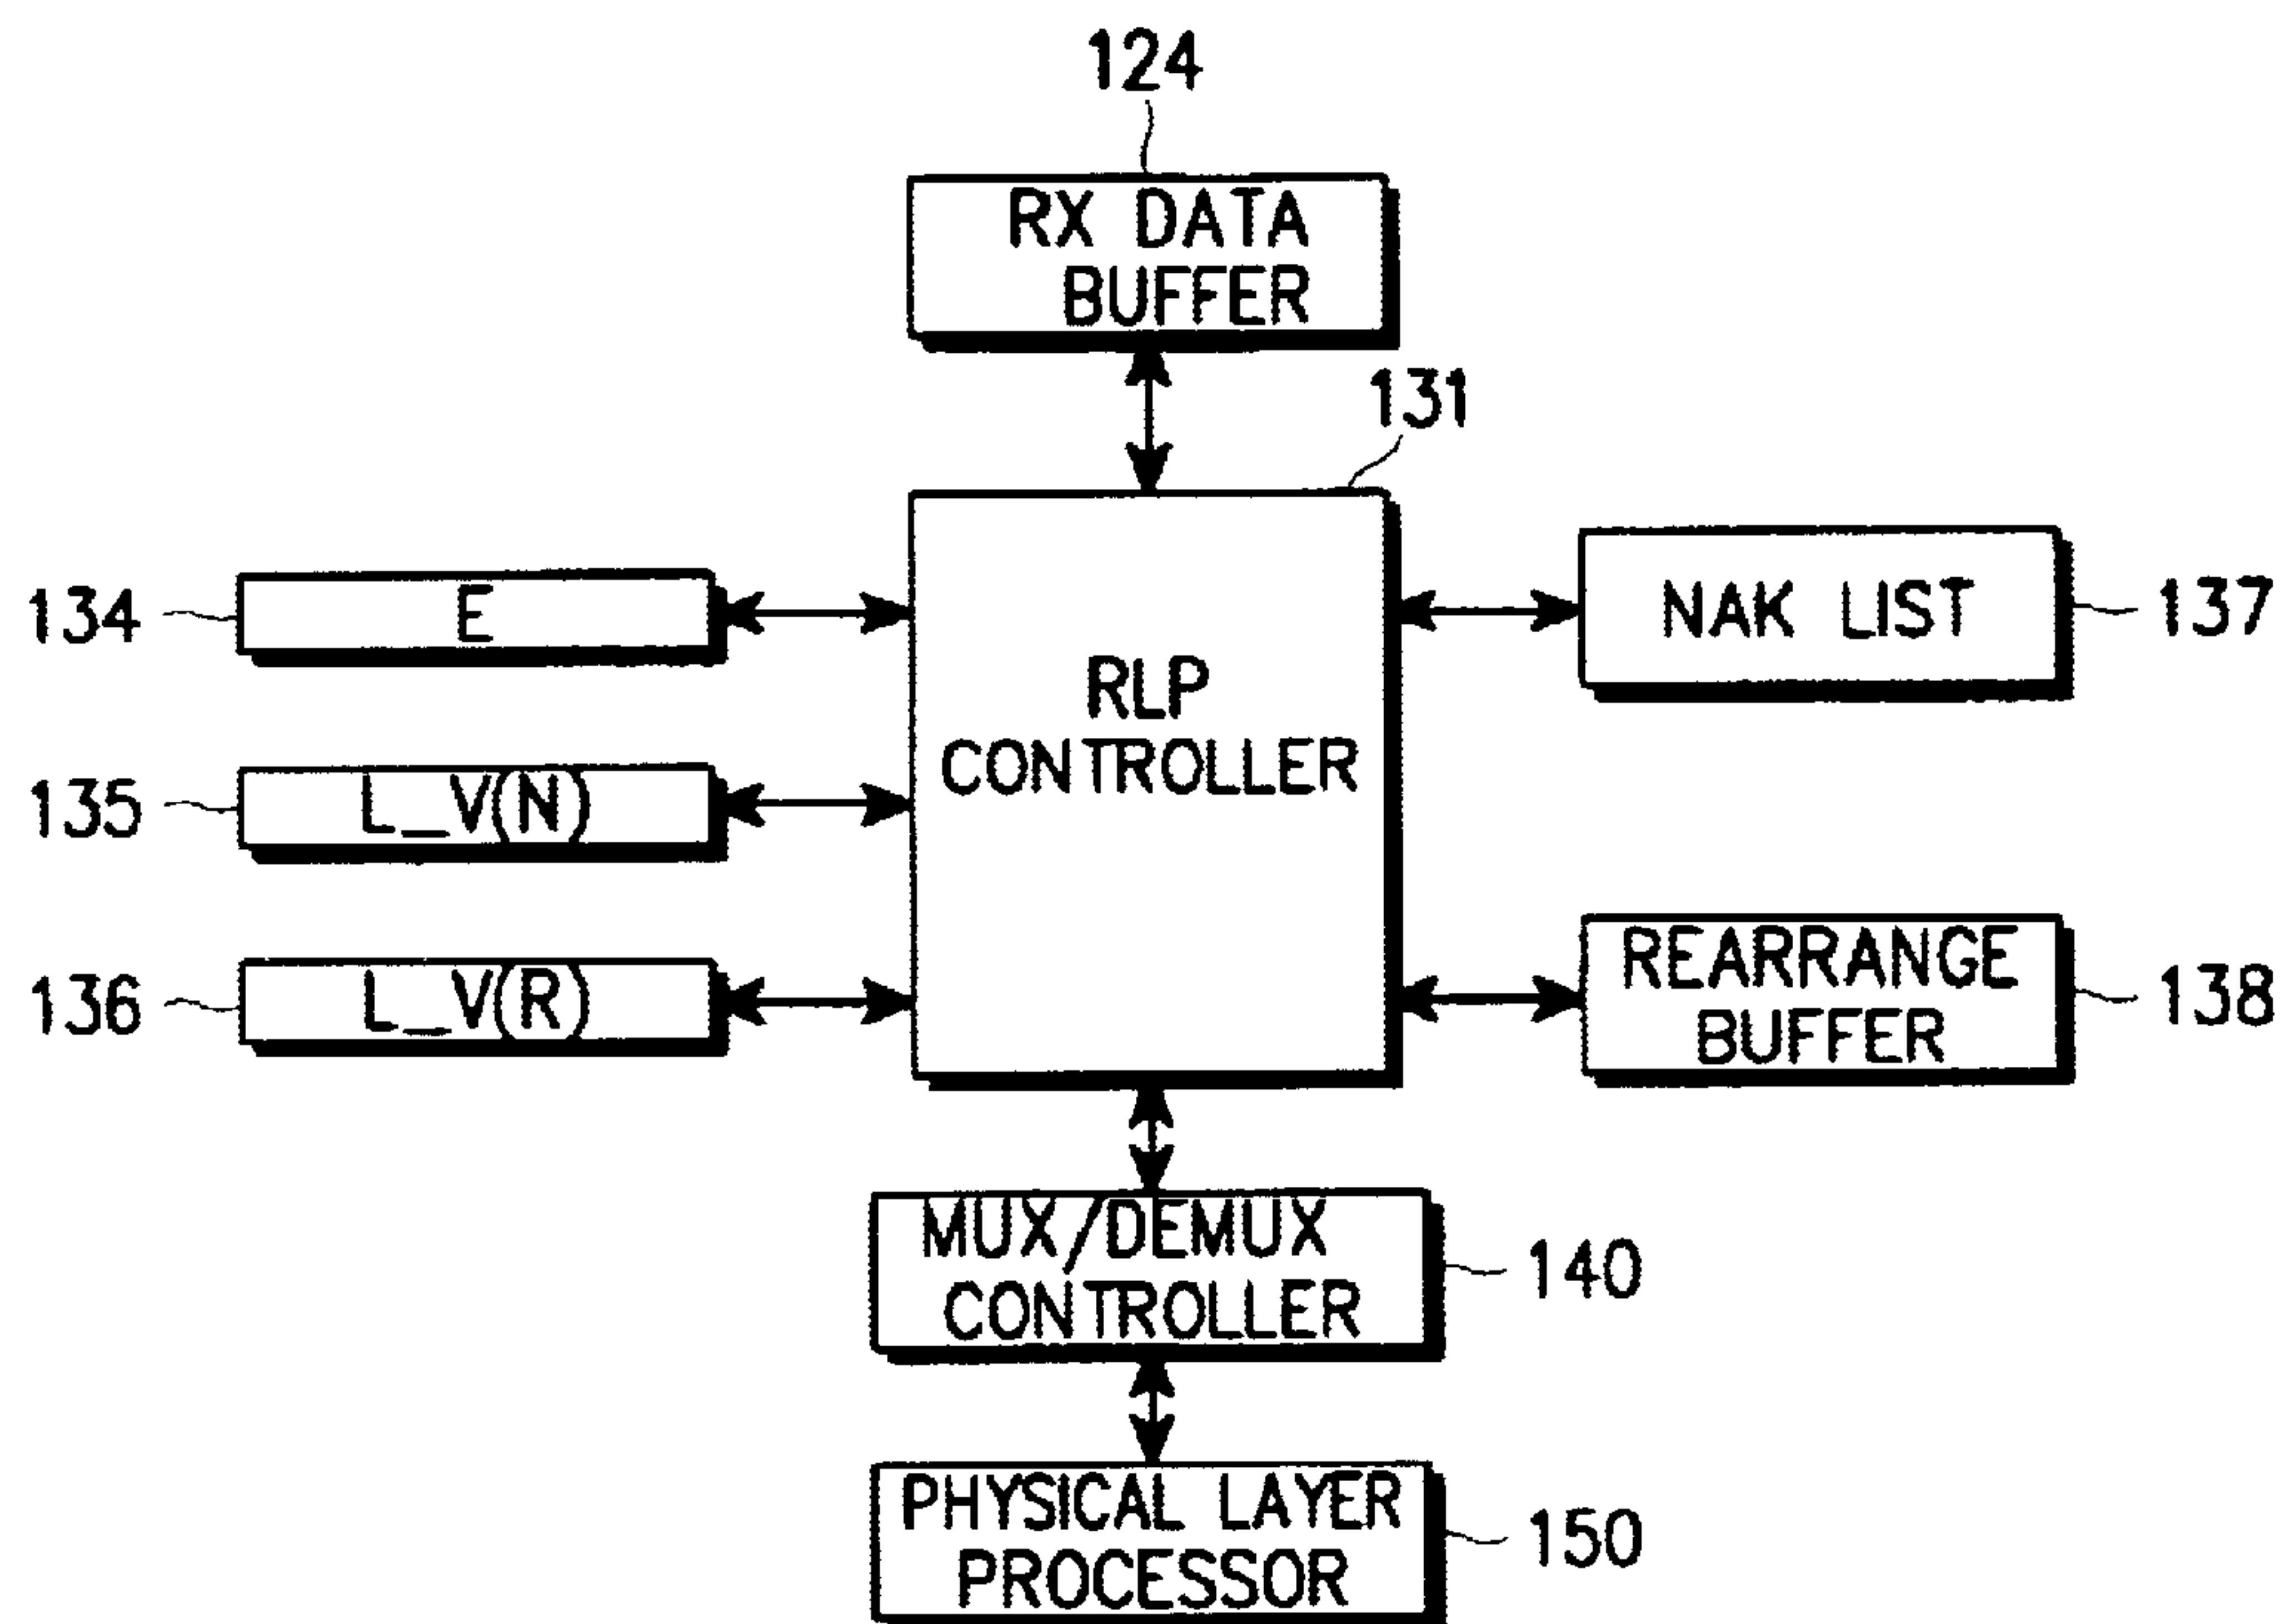 124
RX DATA
BUFFER
131
134
E
NAK LIST
137
RLP
CONTROLLER
135
L_V(N)
136
L_V(R)
REARRANGE
BUFFER
138
MUX/DEMUX
CONTROLLER
140
PHYSICAL LAYER
PROCESSOR
150